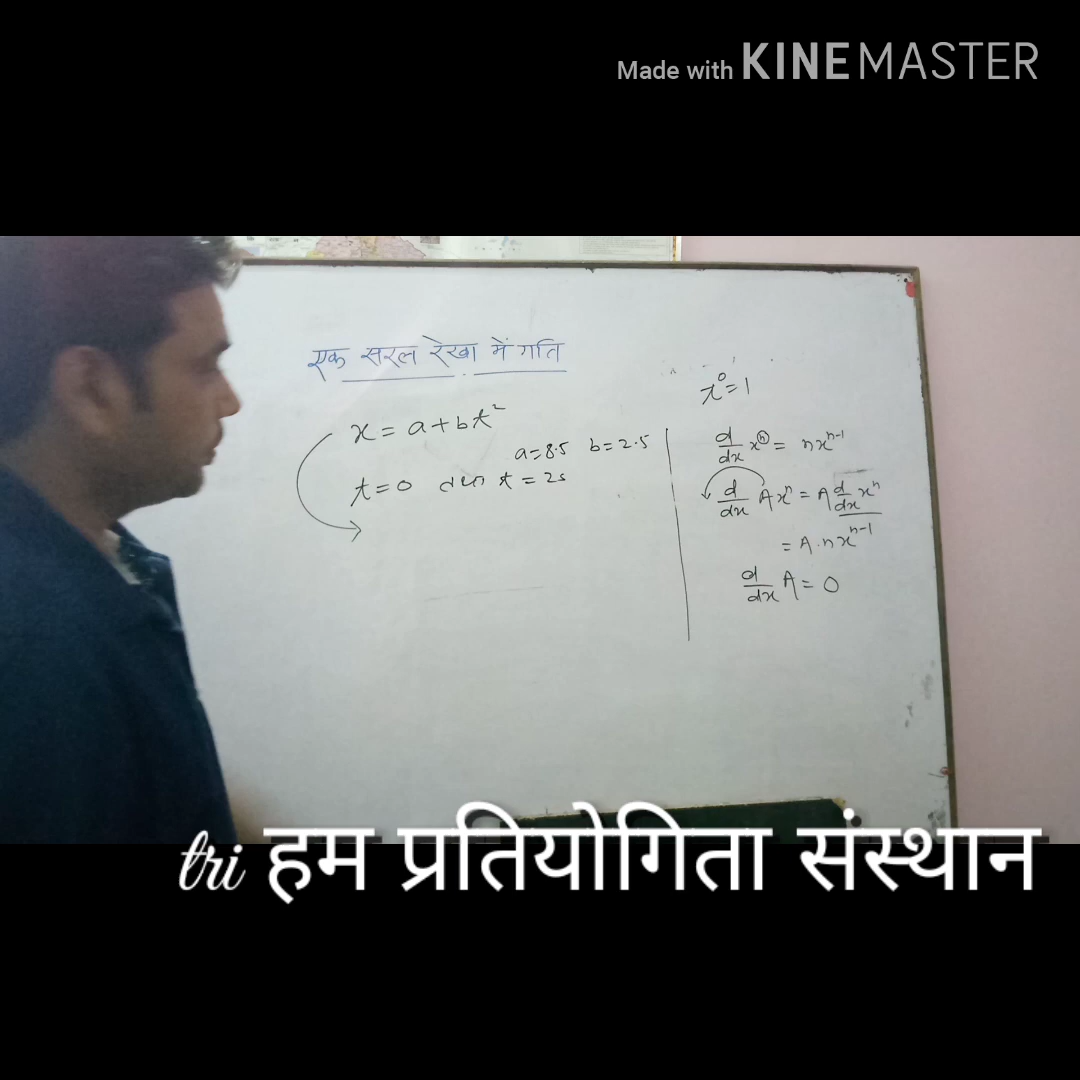 Made with KINEMASTER
एक सरल रेखा में गति
x = a + bt²
a = 8.5 b = 2.5
t = 0 तथा t = 2s
x⁰ = 1
d/dx xⁿ = nxⁿ⁻¹
d/dx Axⁿ = A d/dx xⁿ
= A·nxⁿ⁻¹
d/dx A = 0
tri हम प्रतियोगिता संस्थान